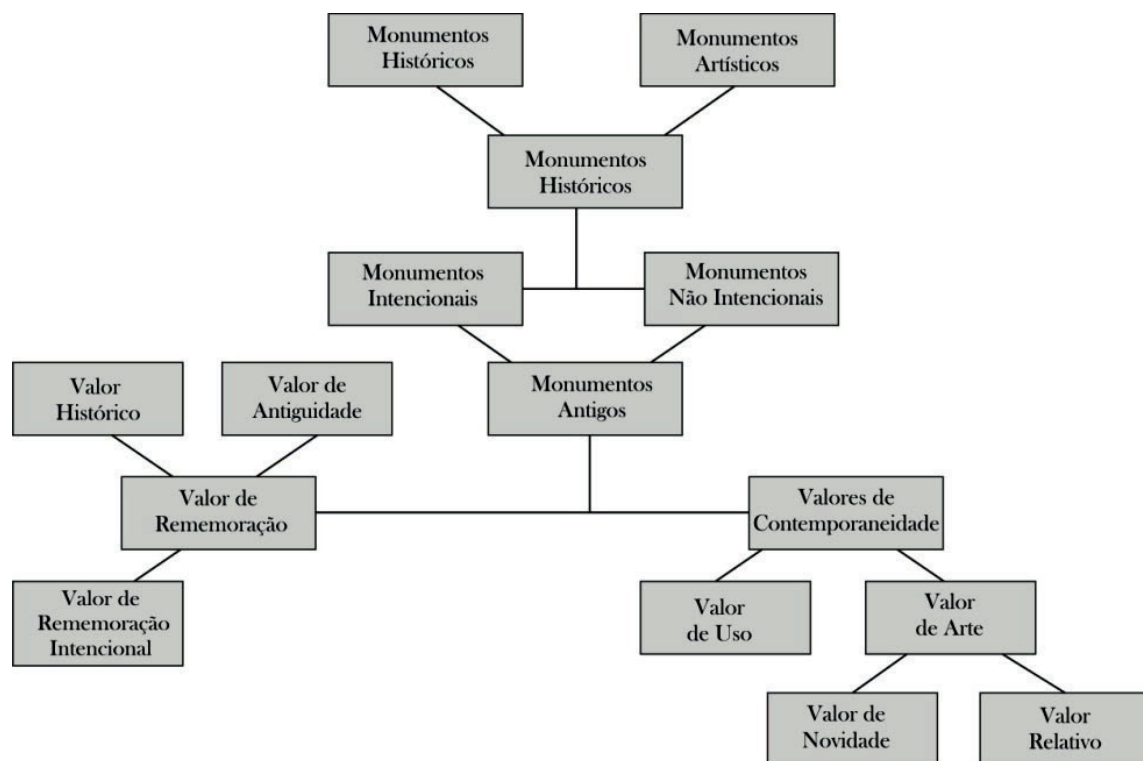 Monumentos
Históricos
Monumentos
Artísticos
Monumentos
Históricos
Monumentos
Intencionais
Monumentos
Não Intencionais
Monumentos
Antigos
Valor
Histórico
Valor de
Antiguidade
Valor de
Rememoração
Valores de
Contemporaneidade
Valor de
Rememoração
Intencional
Valor
de Uso
Valor
de Arte
Valor de
Novidade
Valor
Relativo